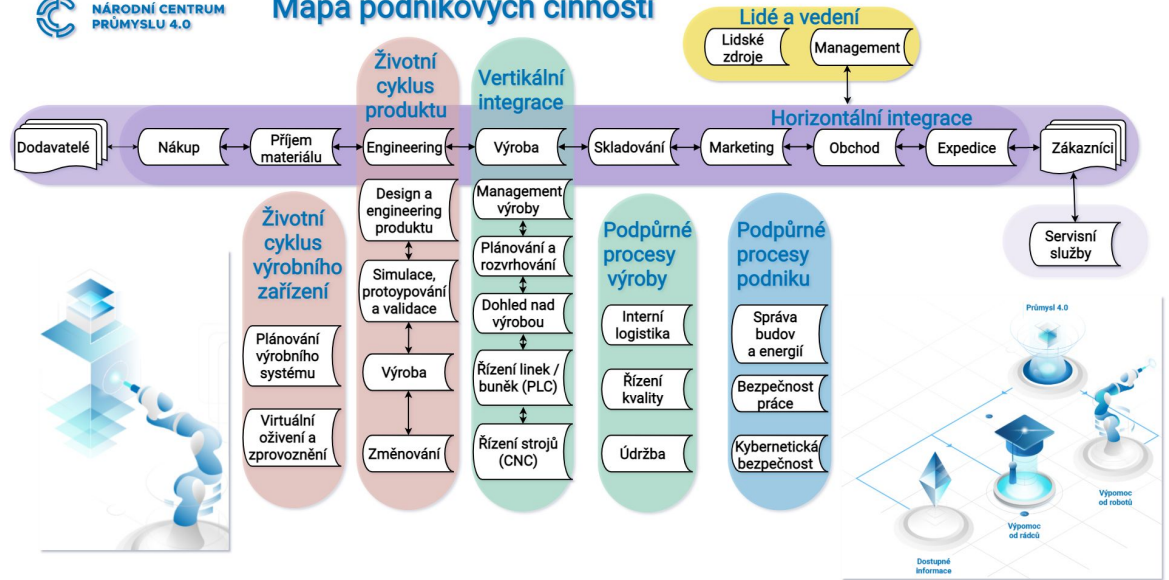 NÁRODNÍ CENTRUM
PRŮMYSLU 4.0
Mapa podnikových činností
Lidé a vedení
Lidské
zdroje
Management
Životní
cyklus
produktu
Vertikální
integrace
Horizontální integrace
Dodavatelé
Nákup
Příjem
materiálu
Engineering
Výroba
Skladování
Marketing
Obchod
Expedice
Zákazníci
Servisní
služby
Životní
cyklus
výrobního
zařízení
Plánování
výrobního
systému
Virtuální
oživení a
zprovoznění
Design a
engineering
produktu
Simulace,
protoypování
a validace
Výroba
Změnování
Management
výroby
Plánování a
rozvrhování
Dohled nad
výrobou
Řízení linek /
buněk (PLC)
Řízení strojů
(CNC)
Podpůrné
procesy
výroby
Interní
logistika
Řízení
kvality
Údržba
Podpůrné
procesy
podniku
Správa
budov
a energií
Bezpečnost
práce
Kybernetická
bezpečnost
Průmysl 4.0
Výpomoc
od robotů
Výpomoc
od rádců
Dostupné
informace